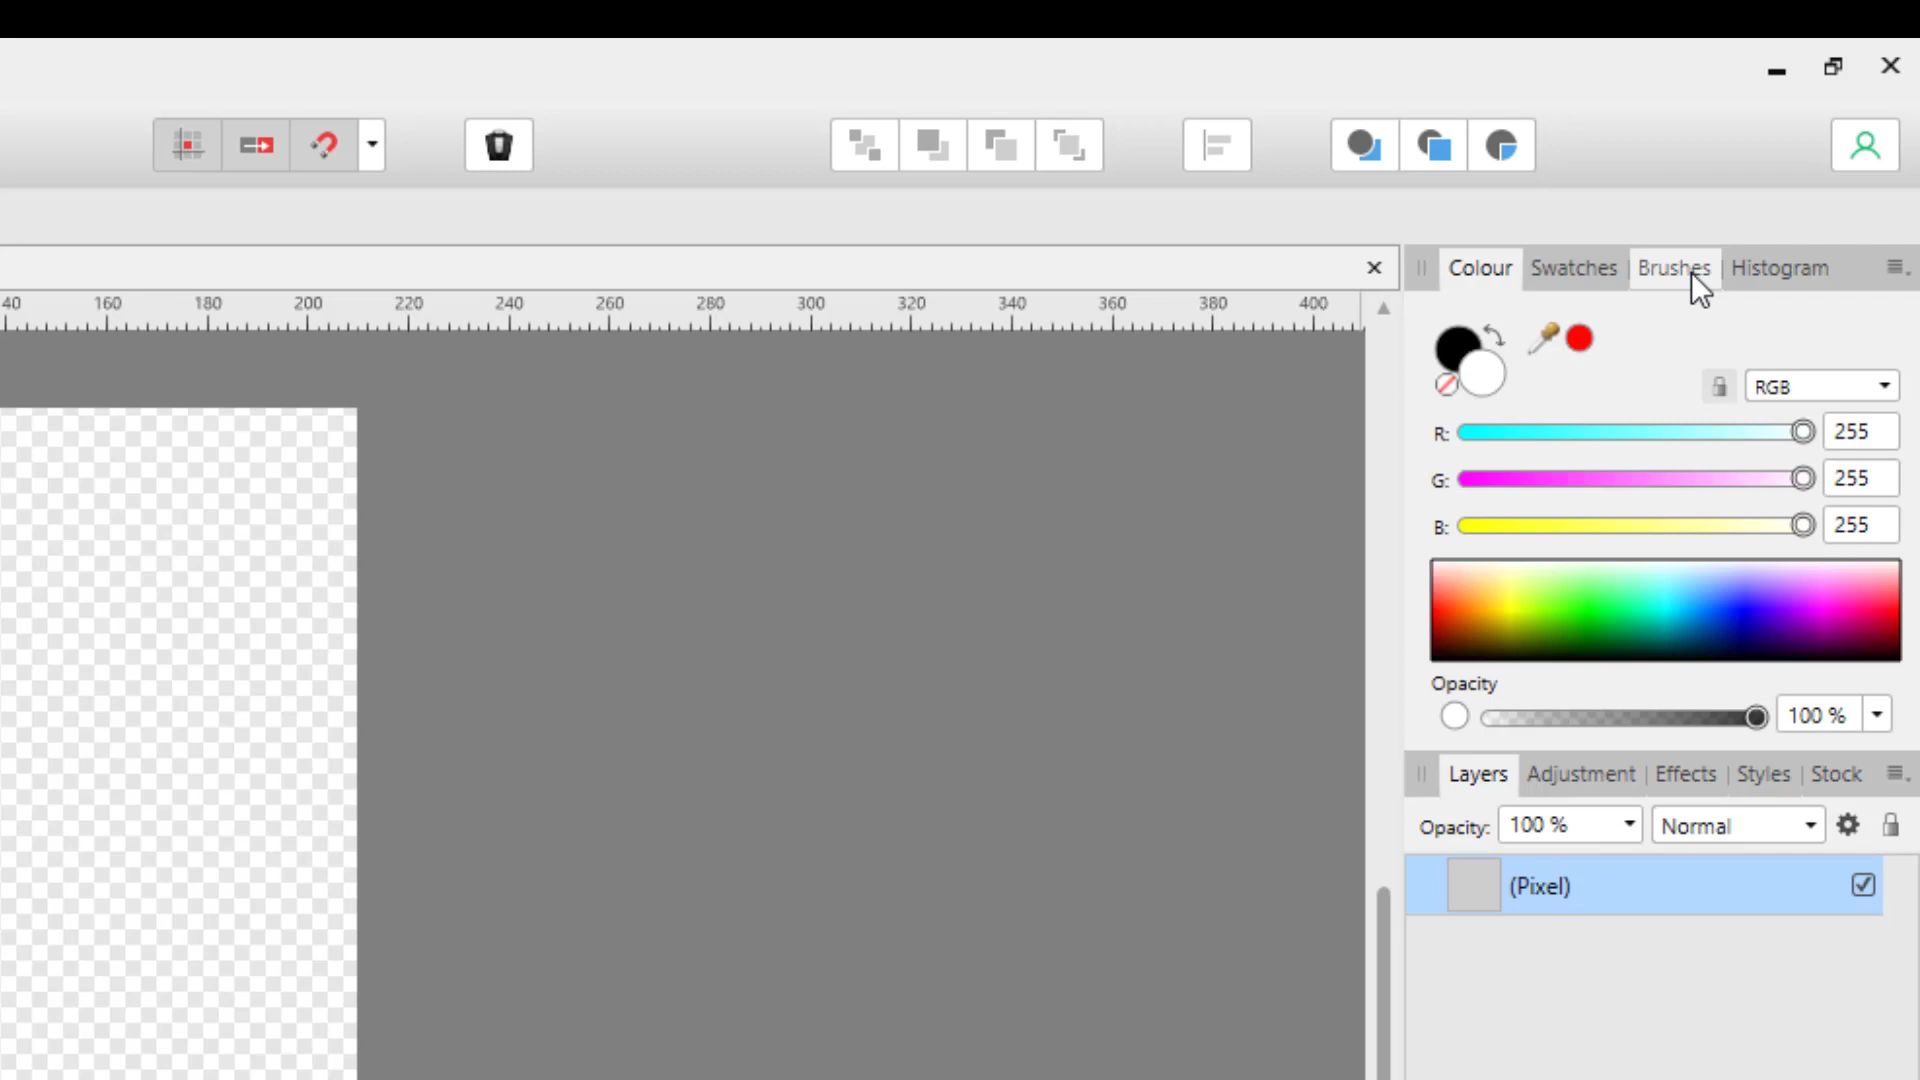 Colour Swatches Brushes Histogram
40 160 180 200 220 240 260 280 300 320 340 360 380 400
RGB
R: 255
G: 255
B: 255
Opacity
100 %
Layers Adjustment Effects Styles Stock
Opacity: 100 % Normal
(Pixel)